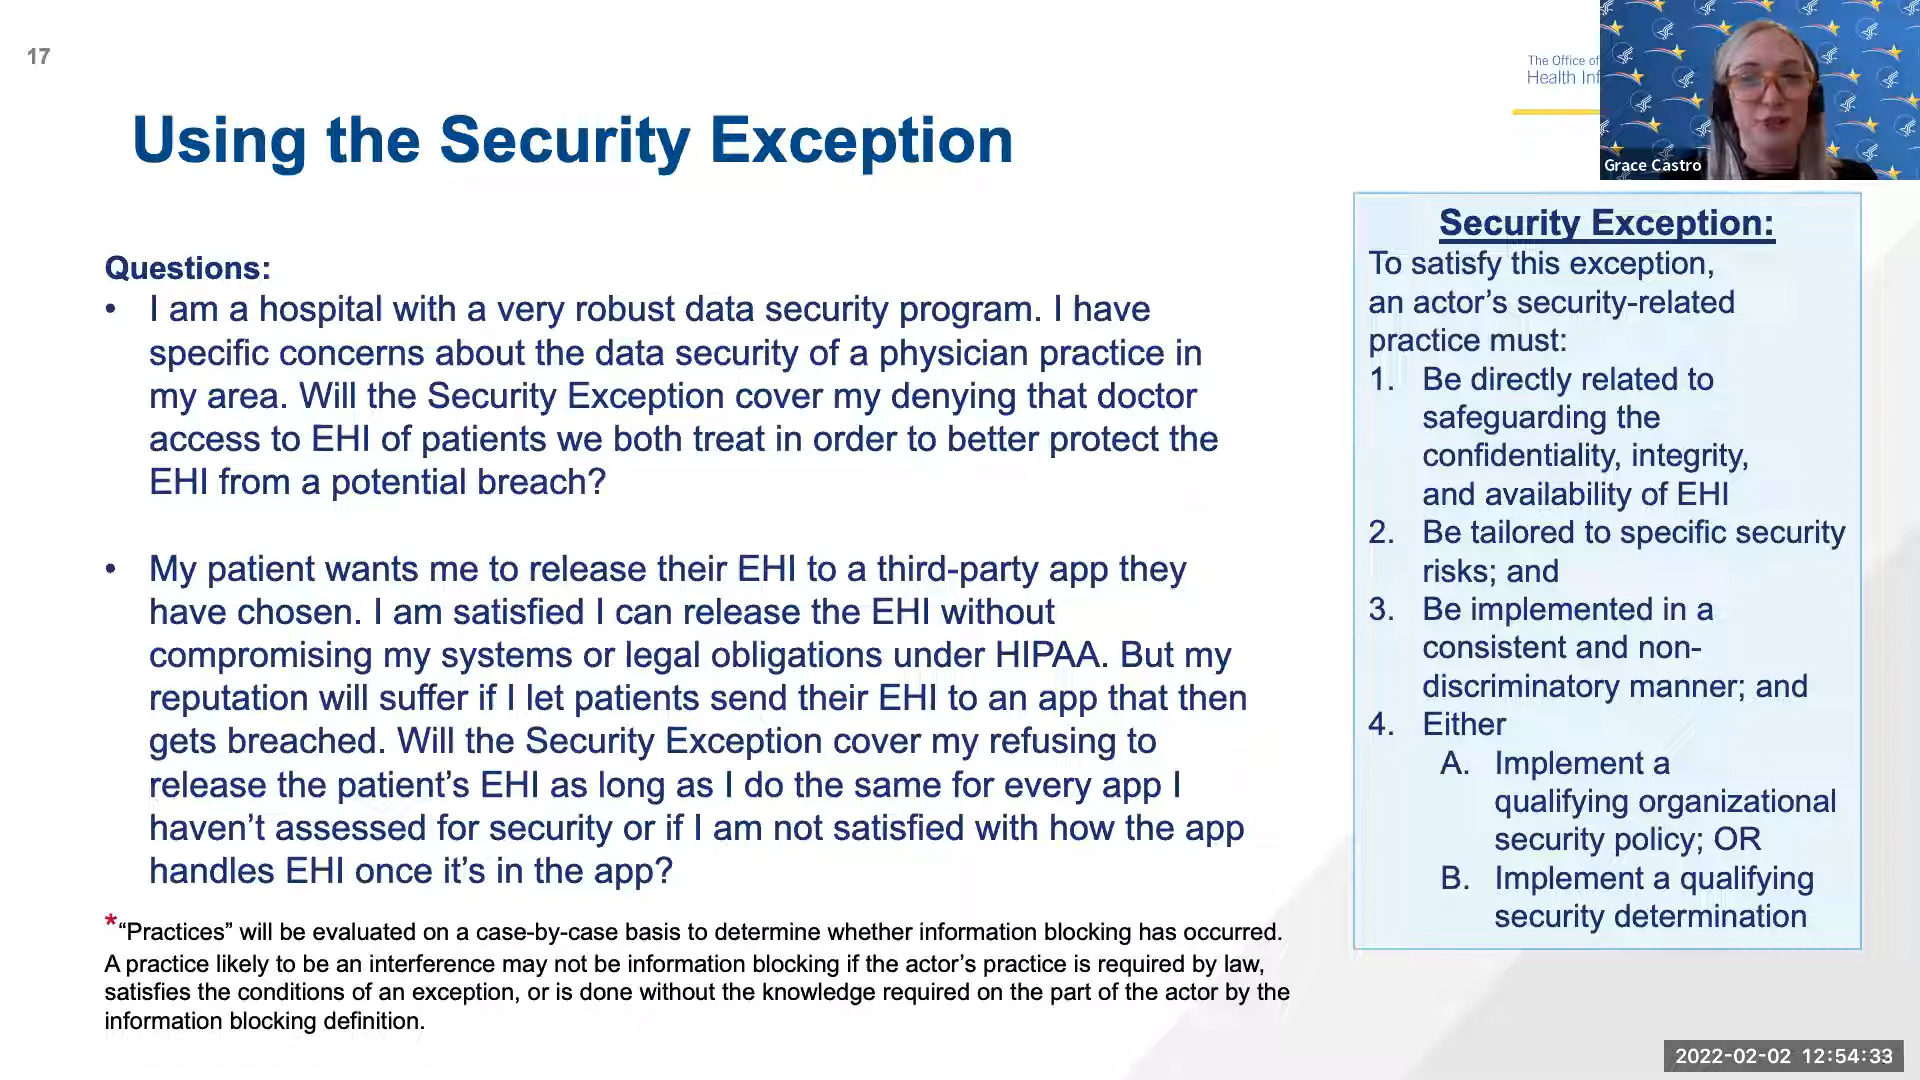 17
The Office of
Health Inf
Grace Castro
Using the Security Exception
Questions:
• I am a hospital with a very robust data security program. I have
specific concerns about the data security of a physician practice in
my area. Will the Security Exception cover my denying that doctor
access to EHI of patients we both treat in order to better protect the
EHI from a potential breach?
• My patient wants me to release their EHI to a third-party app they
have chosen. I am satisfied I can release the EHI without
compromising my systems or legal obligations under HIPAA. But my
reputation will suffer if I let patients send their EHI to an app that then
gets breached. Will the Security Exception cover my refusing to
release the patient’s EHI as long as I do the same for every app I
haven’t assessed for security or if I am not satisfied with how the app
handles EHI once it’s in the app?
*“Practices” will be evaluated on a case-by-case basis to determine whether information blocking has occurred.
A practice likely to be an interference may not be information blocking if the actor’s practice is required by law,
satisfies the conditions of an exception, or is done without the knowledge required on the part of the actor by the
information blocking definition.
Security Exception:
To satisfy this exception,
an actor’s security-related
practice must:
1. Be directly related to
safeguarding the
confidentiality, integrity,
and availability of EHI
2. Be tailored to specific security
risks; and
3. Be implemented in a
consistent and non-
discriminatory manner; and
4. Either
A. Implement a
qualifying organizational
security policy; OR
B. Implement a qualifying
security determination
2022-02-02 12:54:33